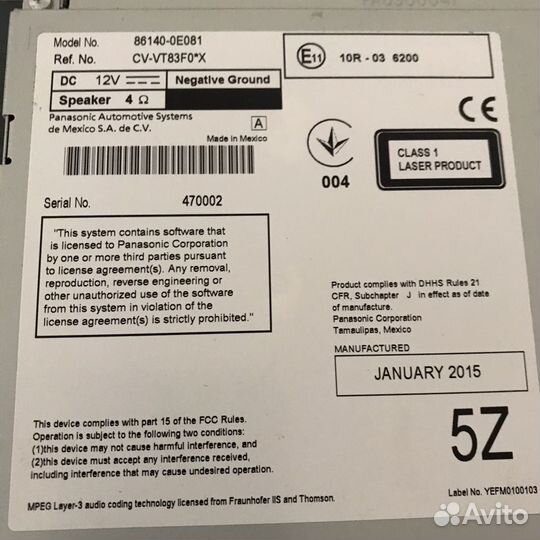 Model No. 86140-0E081
Ref. No. CV-VT83F0*X
DC 12V Negative Ground
Speaker 4 Ω
Panasonic Automotive Systems
de Mexico S.A. de C.V.
A
Made in Mexico
E11 10R - 03 6200
CE
004
CLASS 1
LASER PRODUCT
Serial No. 470002
"This system contains software that
is licensed to Panasonic Corporation
by one or more third parties pursuant
to license agreement(s). Any removal,
reproduction, reverse engineering or
other unauthorized use of the software
from this system in violation of the
license agreement(s) is strictly prohibited."
Product complies with DHHS Rules 21
CFR, Subchapter J in effect as of date
of manufacture.
Panasonic Corporation
Tamaulipas, Mexico
MANUFACTURED
JANUARY 2015
This device complies with part 15 of the FCC Rules.
Operation is subject to the following two conditions:
(1)this device may not cause harmful interference, and
(2)this device must accept any interference received,
including interference that may cause undesired operation.
5Z
MPEG Layer-3 audio coding technology licensed from Fraunhofer IIS and Thomson.
Label No. YEFM0100103
Avito